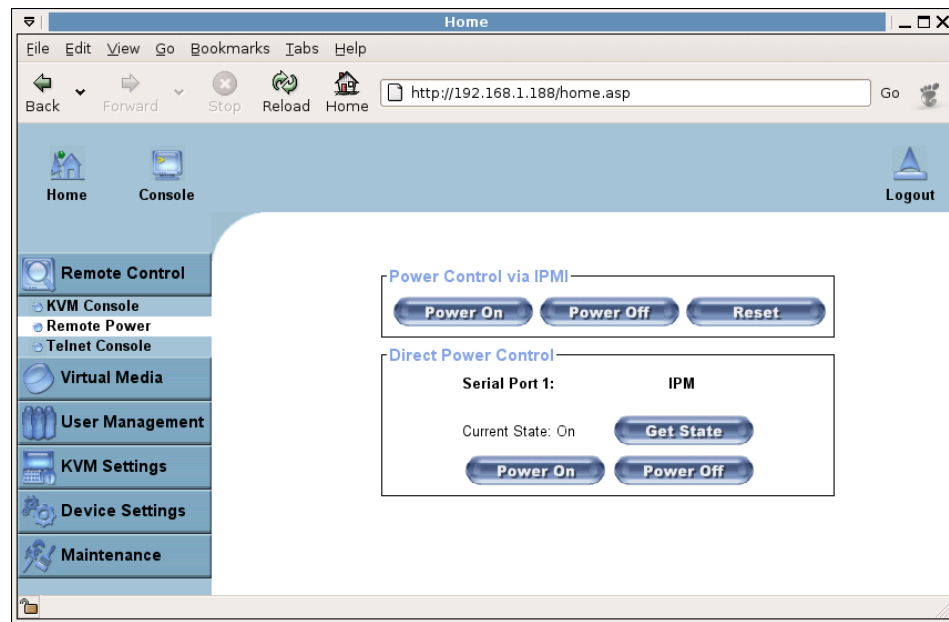 Home
File Edit View Go Bookmarks Tabs Help
Back Forward Stop Reload Home http://192.168.1.188/home.asp Go
Home Console Logout
Remote Control
KVM Console
Remote Power
Telnet Console
Virtual Media
User Management
KVM Settings
Device Settings
Maintenance
Power Control via IPMI
Power On Power Off Reset
Direct Power Control
Serial Port 1: IPM
Current State: On Get State
Power On Power Off